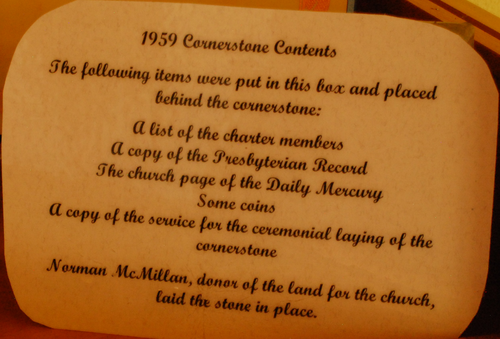 1959 Cornerstone Contents
The following items were put in this box and placed
behind the cornerstone:
A list of the charter members
A copy of the Presbyterian Record
The church page of the Daily Mercury
Some coins
A copy of the service for the ceremonial laying of the
cornerstone
Norman McMillan, donor of the land for the church,
laid the stone in place.